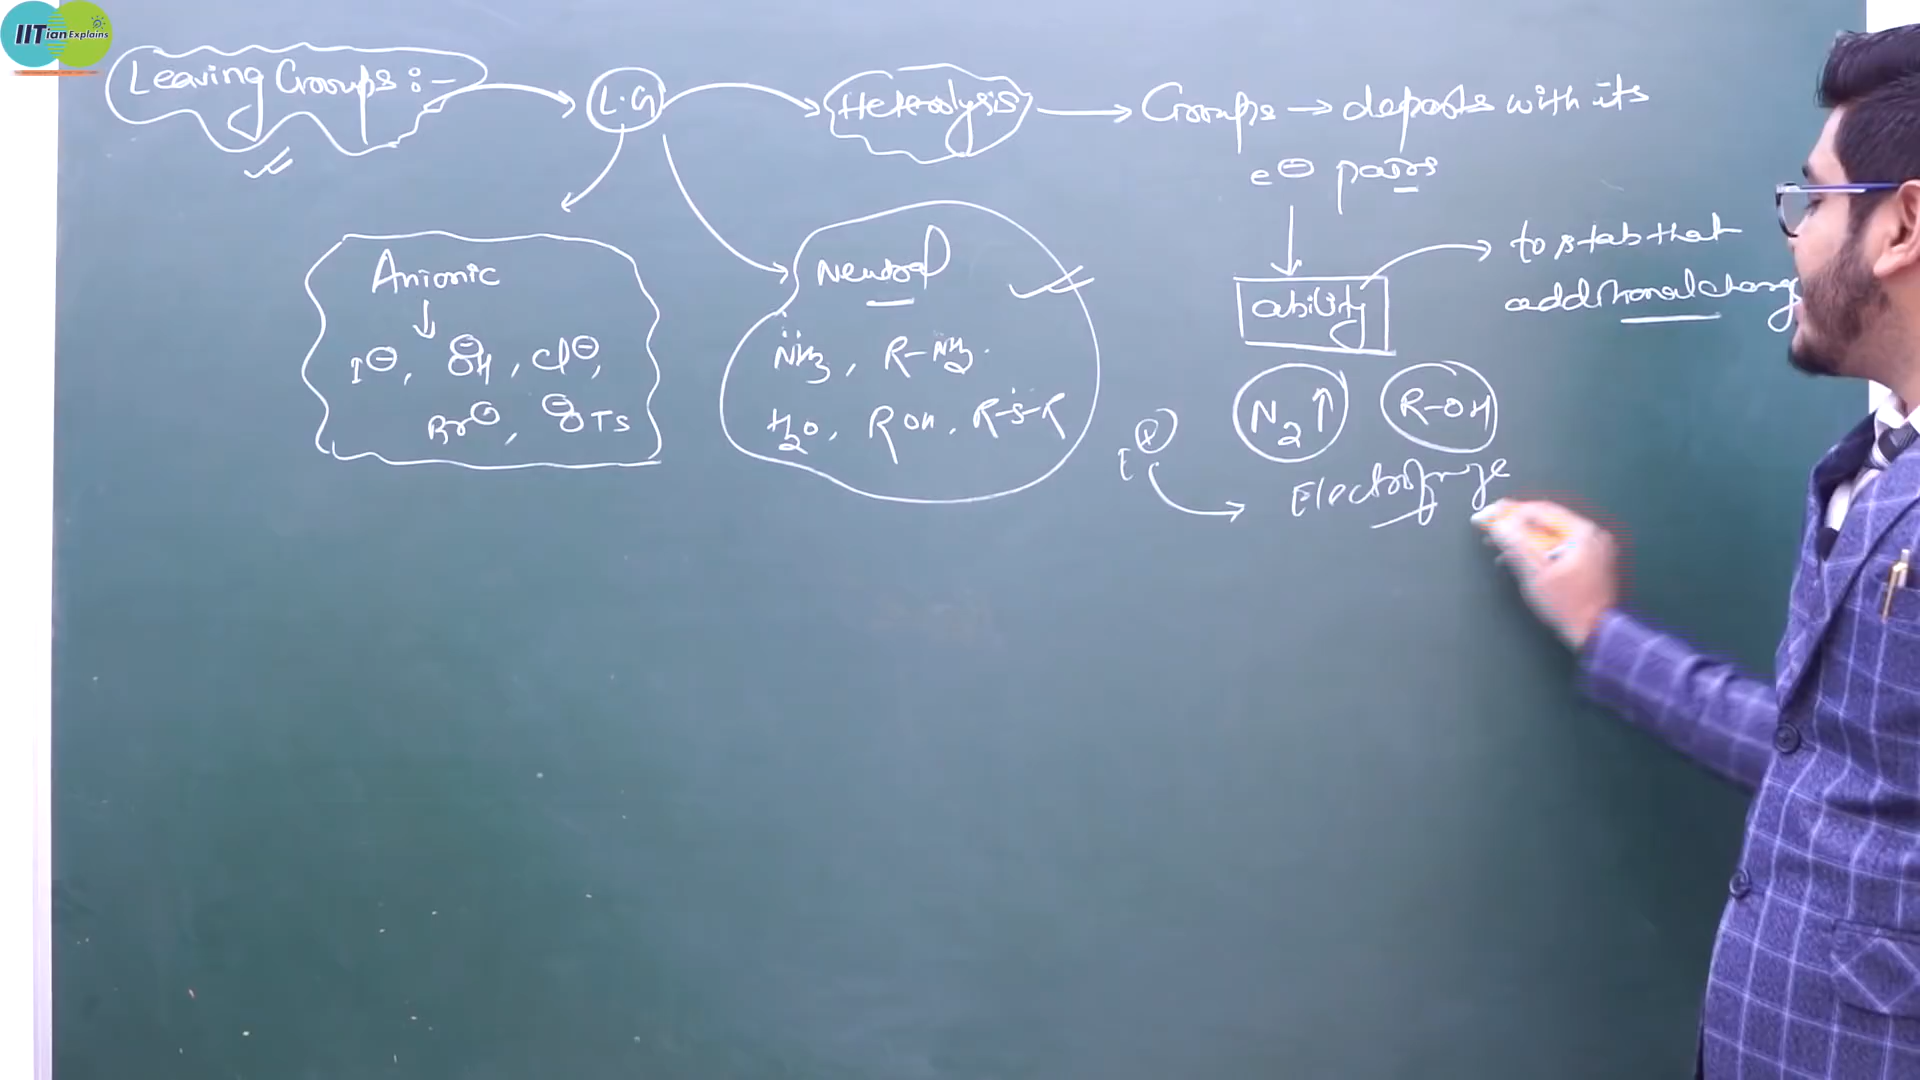 IITian Explains
Leaving Groups :-
L.G
Heterolysis
Groups → departs with its
e⊖ pairs
ability
to stab that
additional charge
Anionic
I⊖, ⊖OH, Cl⊖,
Br⊖, ⊖OTs
Neutral
NH3, R-NH2.
H2O, ROH, R-S-R
N2↑
R-OH
E⊕
Electrofuge